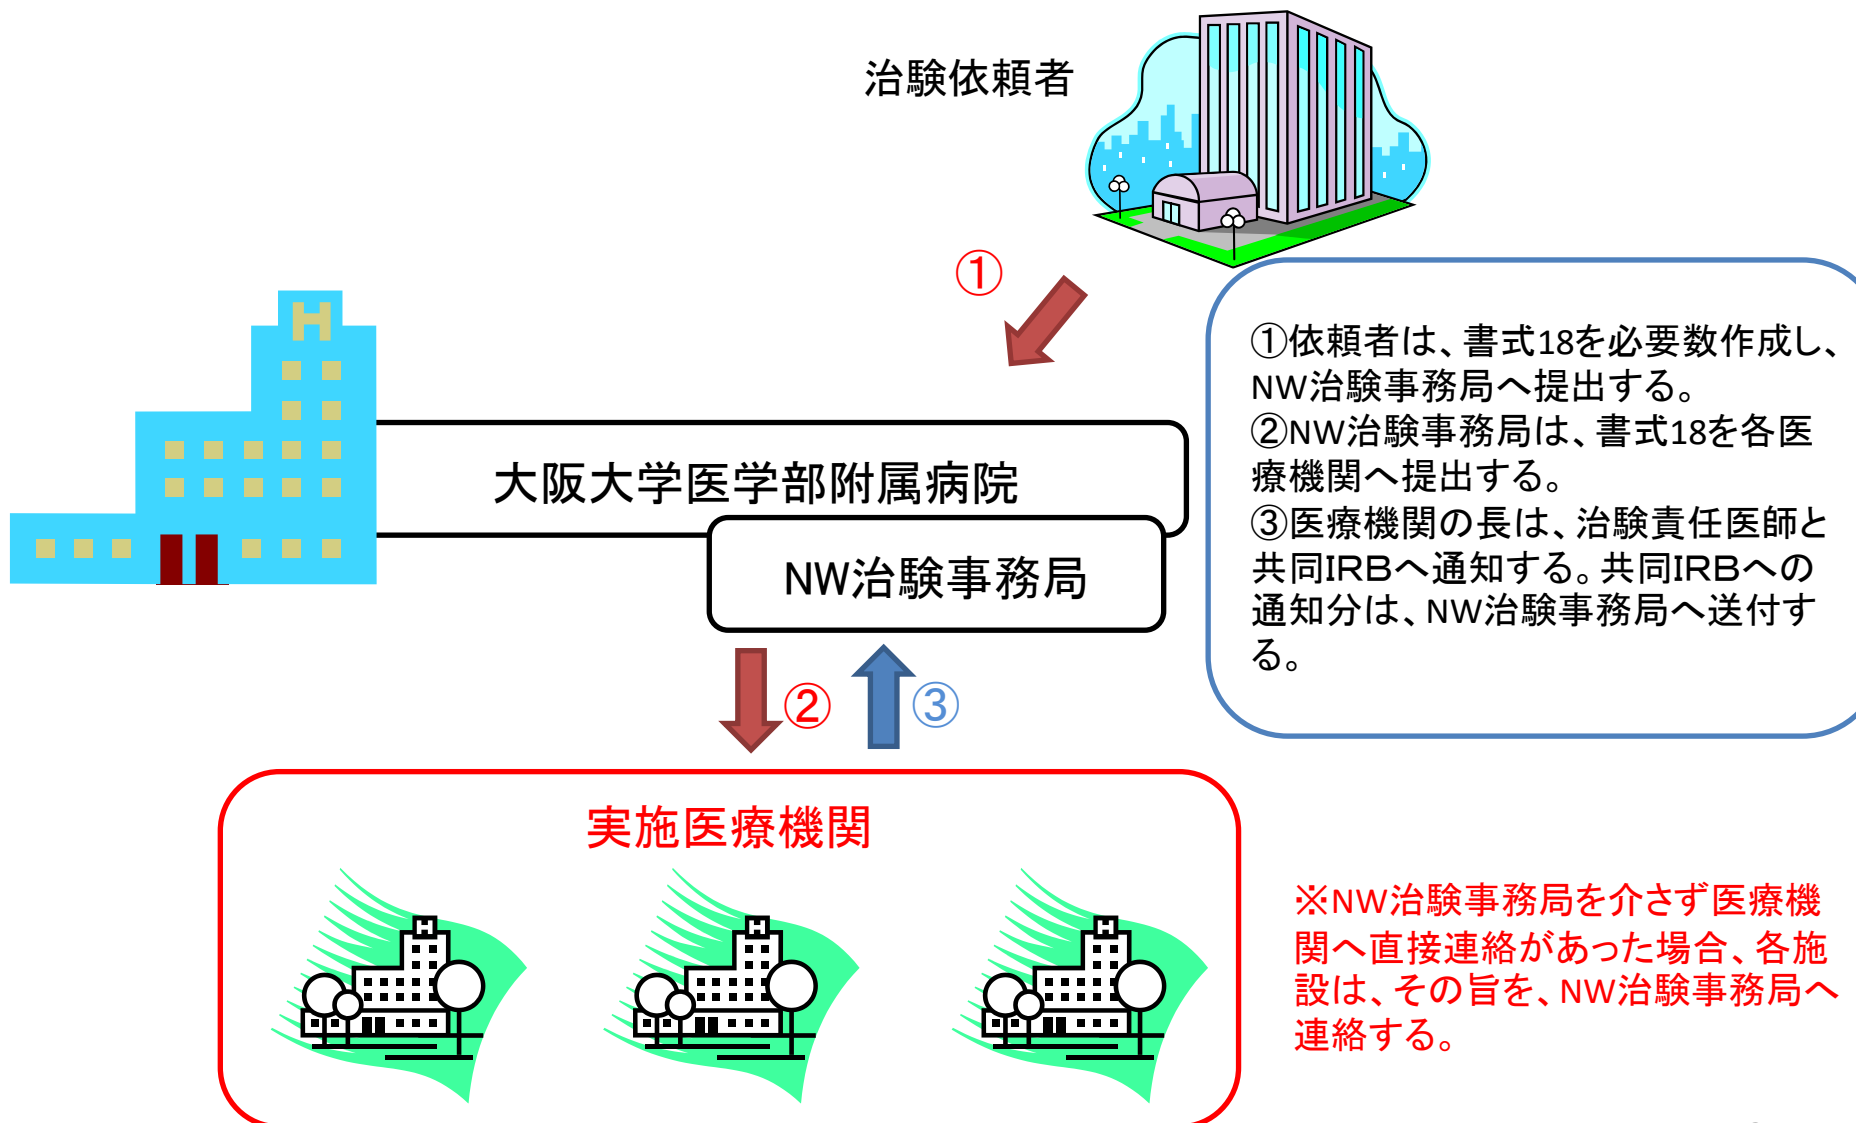 治験依頼者
①
①依頼者は、書式18を必要数作成し、
NW治験事務局へ提出する。
②NW治験事務局は、書式18を各医
療機関へ提出する。
③医療機関の長は、治験責任医師と
共同IRBへ通知する。共同IRBへの
通知分は、NW治験事務局へ送付す
る。
H
大阪大学医学部附属病院
NW治験事務局
②
③
実施医療機関
H
H
H
※NW治験事務局を介さず医療機
関へ直接連絡があった場合、各施
設は、その旨を、NW治験事務局へ
連絡する。